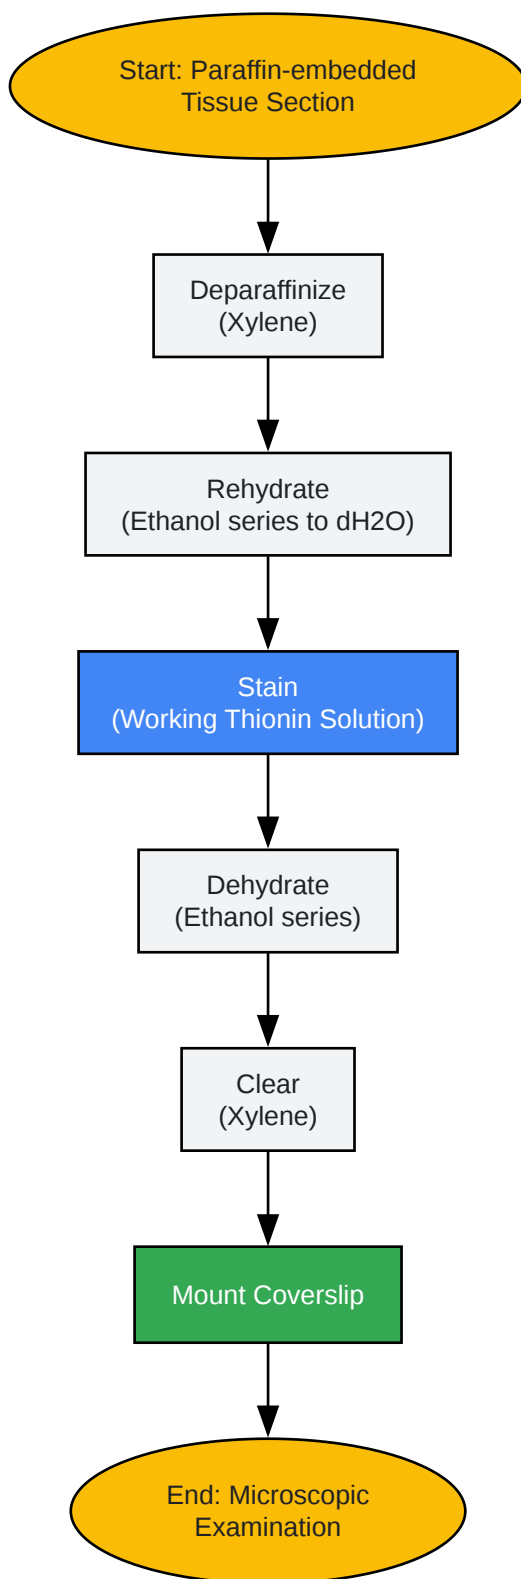 Start: Paraffin-embedded
Tissue Section
Deparaffinize
(Xylene)
Rehydrate
(Ethanol series to dH2O)
Stain
(Working Thionin Solution)
Dehydrate
(Ethanol series)
Clear
(Xylene)
Mount Coverslip
End: Microscopic
Examination